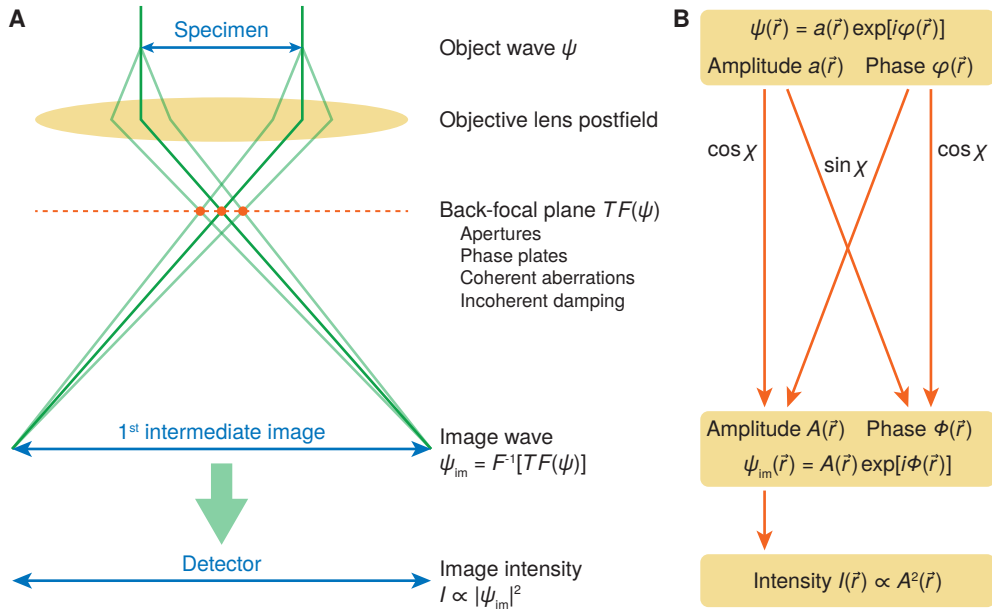 A
Specimen
Object wave ψ
Objective lens postfield
Back-focal plane TF(ψ)
Apertures
Phase plates
Coherent aberrations
Incoherent damping
1st intermediate image
Image wave
ψim = F-1[TF(ψ)]
Detector
Image intensity
I ∝ |ψim|2
B
ψ(r⃗) = a(r⃗) exp[iφ(r⃗)]
Amplitude a(r⃗) Phase φ(r⃗)
cos χ
sin χ
cos χ
Amplitude A(r⃗) Phase Φ(r⃗)
ψim(r⃗) = A(r⃗) exp[iΦ(r⃗)]
Intensity I(r⃗) ∝ A2(r⃗)